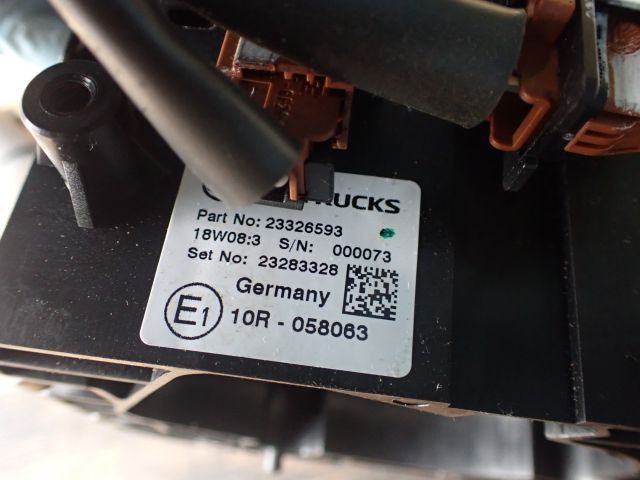 RUCKS
Part No: 23326593
18W08:3 S/N: 000073
Set No: 23283328
Germany
E1 10R - 058063